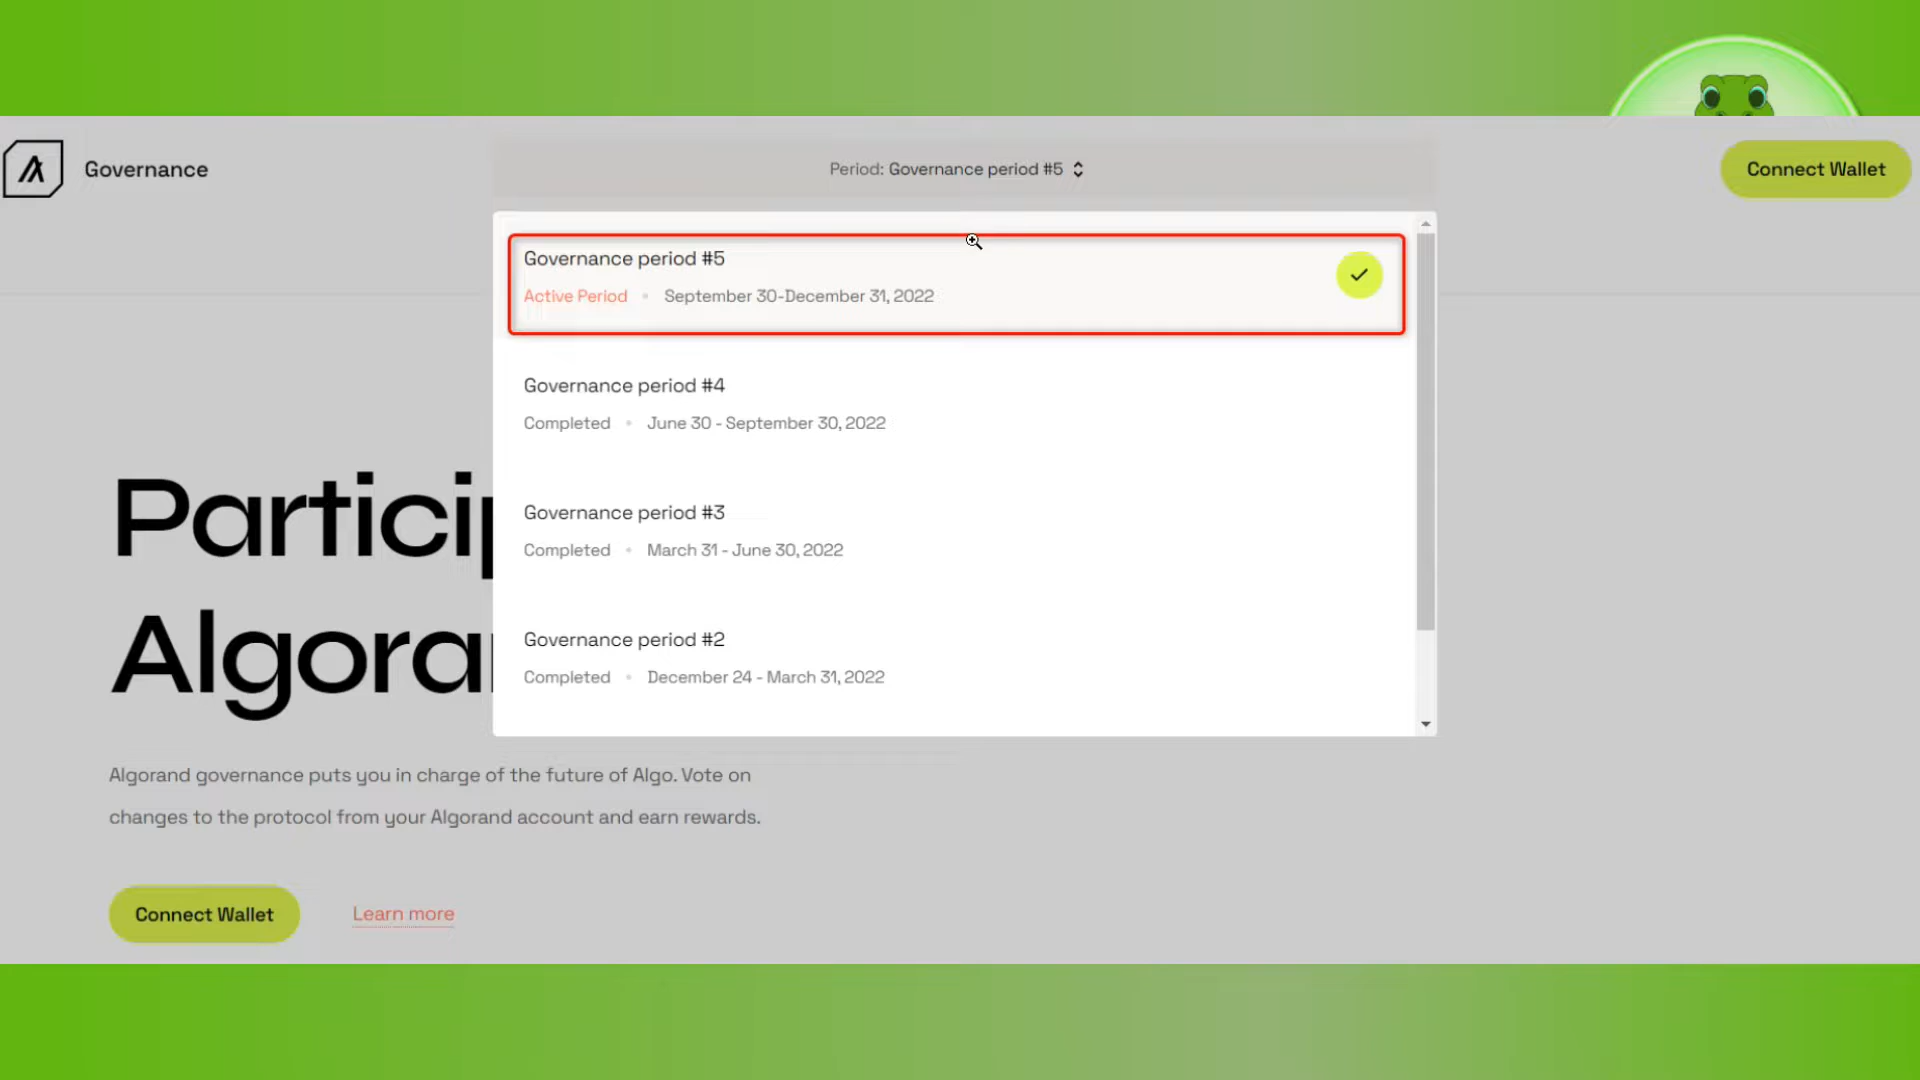 Governance
Period: Governance period #5
Connect Wallet
Governance period #5
Active Period • September 30-December 31, 2022
Governance period #4
Completed • June 30 - September 30, 2022
Governance period #3
Completed • March 31 - June 30, 2022
Governance period #2
Completed • December 24 - March 31, 2022
Algorand governance puts you in charge of the future of Algo. Vote on
changes to the protocol from your Algorand account and earn rewards.
Connect Wallet
Learn more